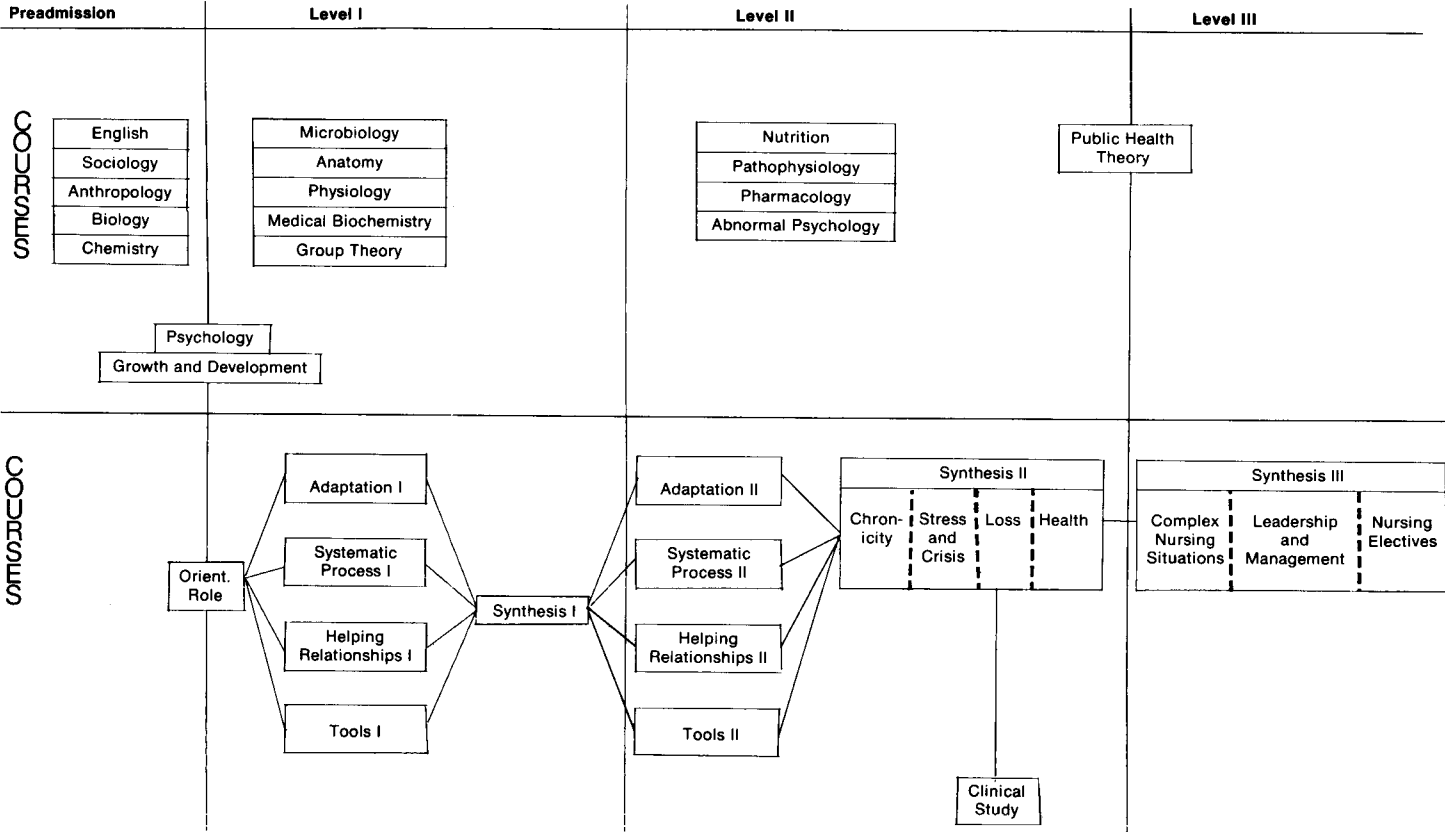 Preadmission
Level I
Level II
Level III
COURSES
English
Sociology
Anthropology
Biology
Chemistry
Microbiology
Anatomy
Physiology
Medical Biochemistry
Group Theory
Nutrition
Pathophysiology
Pharmacology
Abnormal Psychology
Public Health
Theory
Psychology
Growth and Development
COURSES
Orient.
Role
Adaptation I
Systematic
Process I
Helping
Relationships I
Tools I
Synthesis I
Adaptation II
Systematic
Process II
Helping
Relationships II
Tools II
Synthesis II
Chron-
icity
Stress
and
Crisis
Loss
Health
Clinical
Study
Synthesis III
Complex
Nursing
Situations
Leadership
and
Management
Nursing
Electives